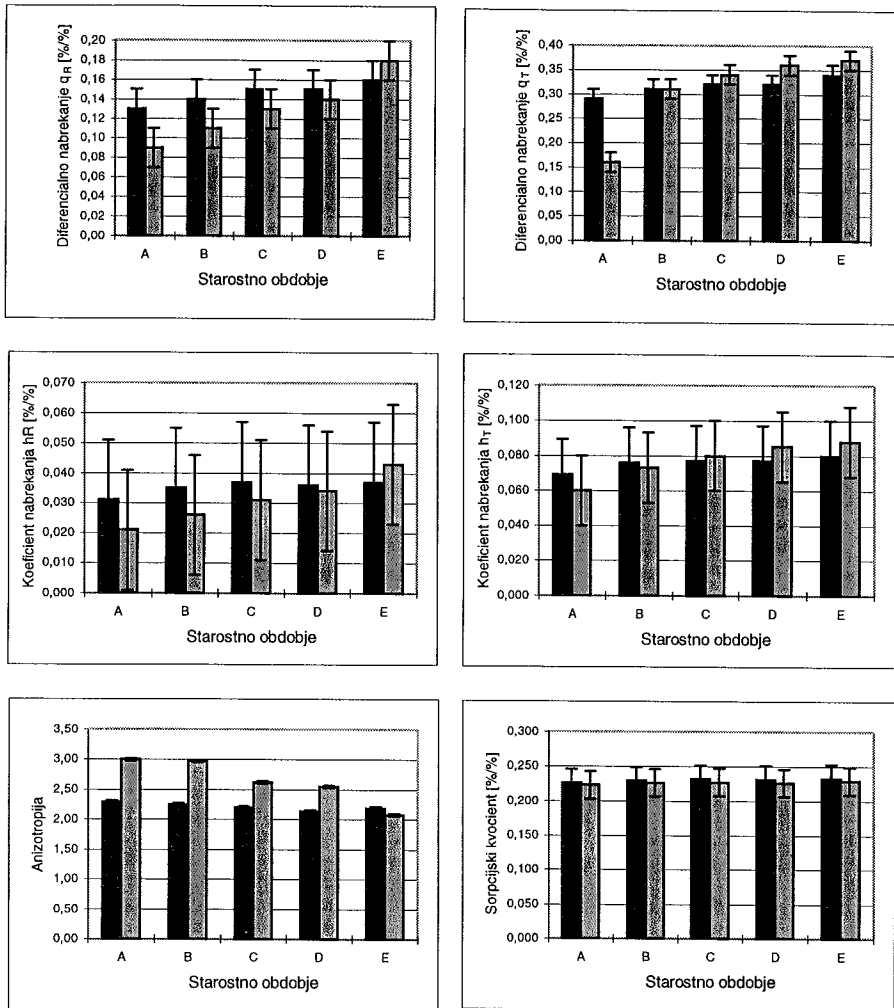 Diferencialno nabrekanje qR [%/%]
0,20
0,18
0,16
0,14
0,12
0,10
0,08
0,06
0,04
0,02
0,00
A B C D E
Starostno obdobje
Diferencialno nabrekanje qT [%/%]
0,40
0,35
0,30
0,25
0,20
0,15
0,10
0,05
0,00
A B C D E
Starostno obdobje
Koeficient nabrekanja hR [%/%]
0,070
0,060
0,050
0,040
0,030
0,020
0,010
0,000
A B C D E
Starostno obdobje
Koeficient nabrekanja hT [%/%]
0,120
0,100
0,080
0,060
0,040
0,020
0,000
A B C D E
Starostno obdobje
Anizotropija
3,50
3,00
2,50
2,00
1,50
1,00
0,50
0,00
A B C D E
Starostno obdobje
Sorpcijski kvocient [%/%]
0,300
0,250
0,200
0,150
0,100
0,050
0,000
A B C D E
Starostno obdobje